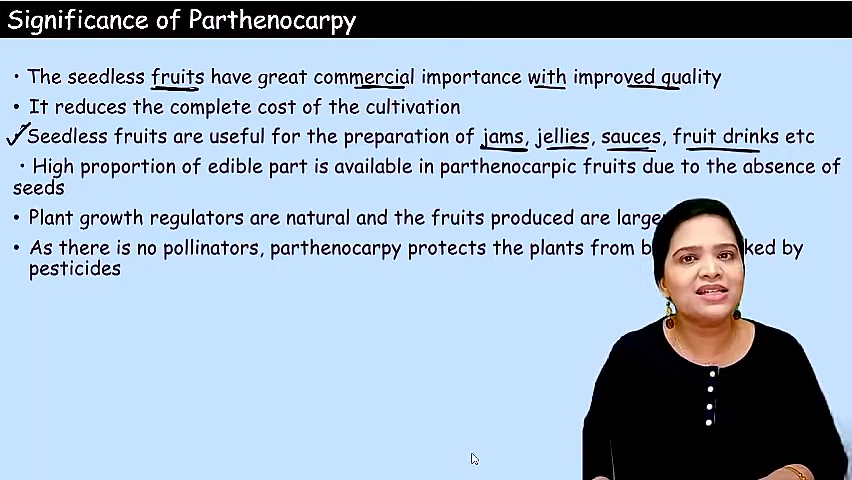 Significance of Parthenocarpy
• The seedless fruits have great commercial importance with improved quality
• It reduces the complete cost of the cultivation
Seedless fruits are useful for the preparation of jams, jellies, sauces, fruit drinks etc
• High proportion of edible part is available in parthenocarpic fruits due to the absence of
seeds
• Plant growth regulators are natural and the fruits produced are large
• As there is no pollinators, parthenocarpy protects the plants from by
pesticides